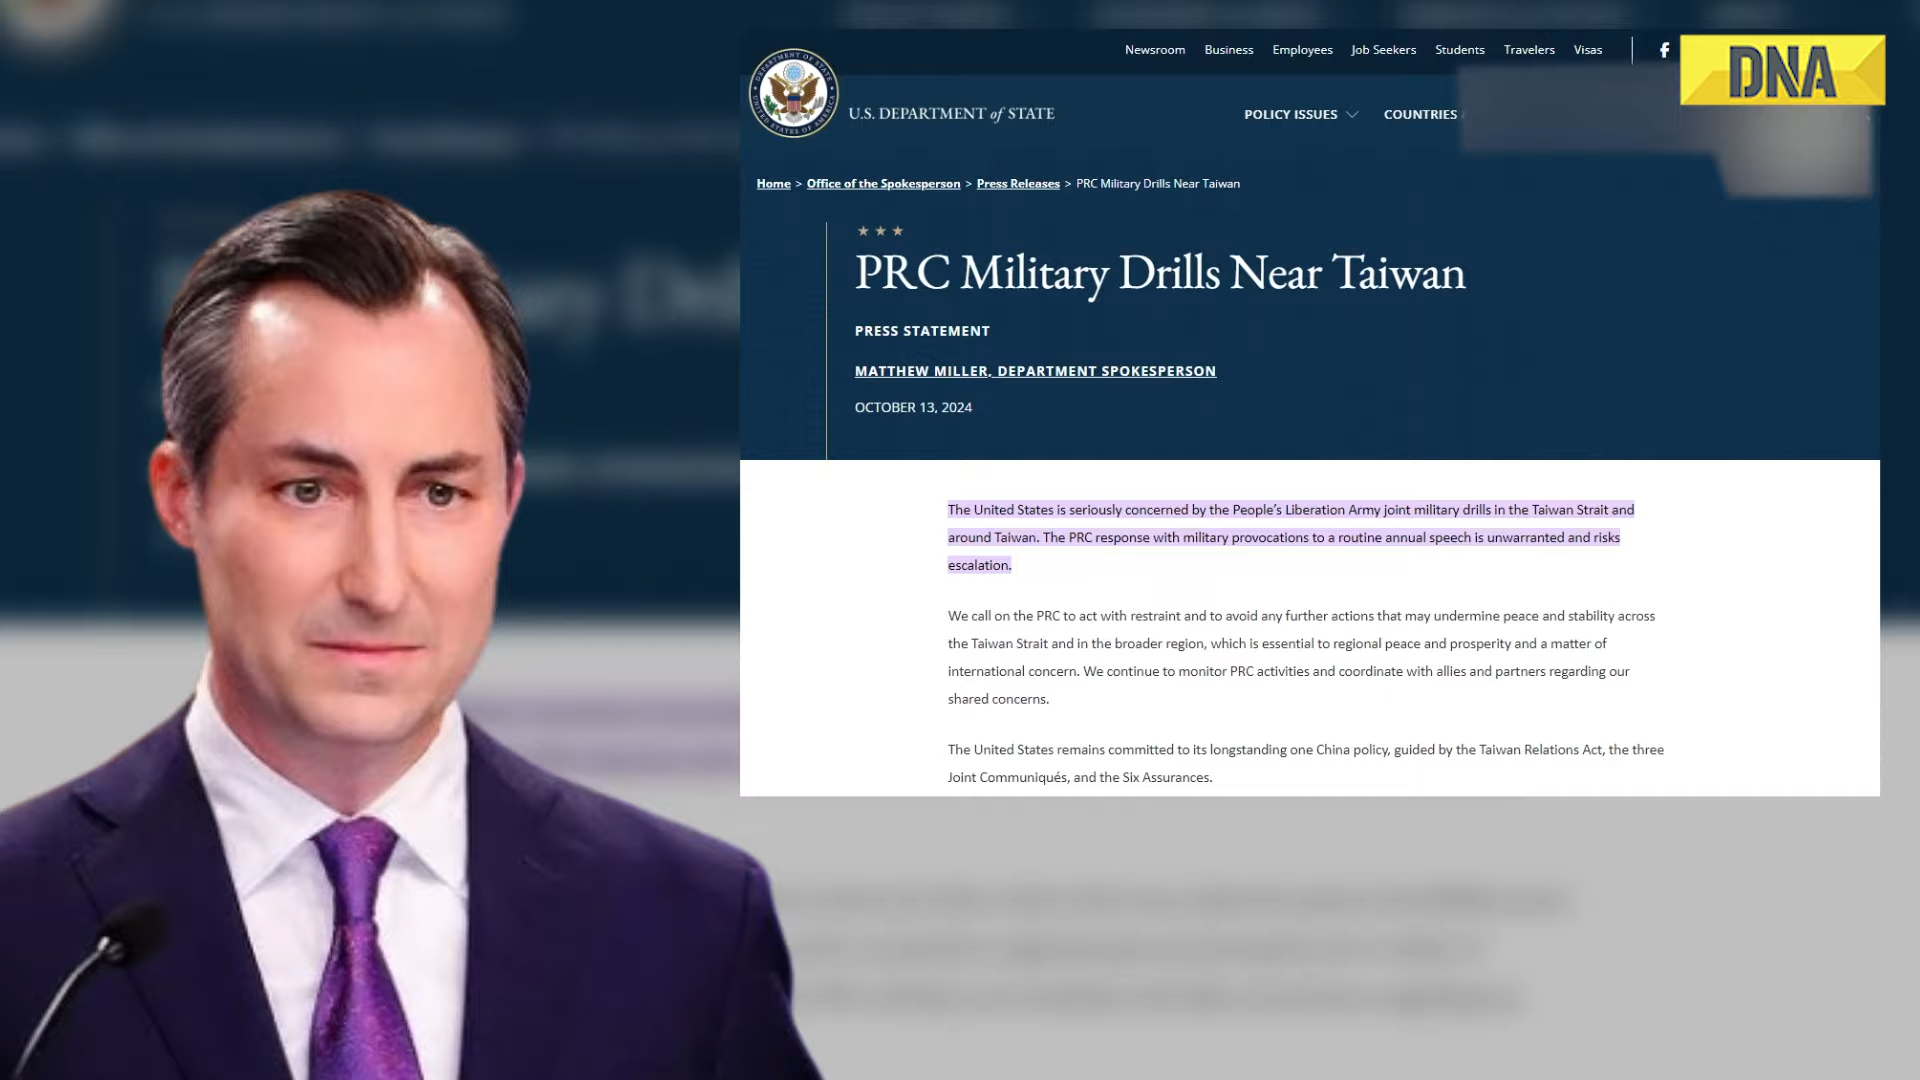 Newsroom Business Employees Job Seekers Students Travelers Visas
DNA
U.S. DEPARTMENT of STATE
POLICY ISSUES COUNTRIES
Home > Office of the Spokesperson > Press Releases > PRC Military Drills Near Taiwan
PRC Military Drills Near Taiwan
PRESS STATEMENT
MATTHEW MILLER, DEPARTMENT SPOKESPERSON
OCTOBER 13, 2024
The United States is seriously concerned by the People’s Liberation Army joint military drills in the Taiwan Strait and
around Taiwan. The PRC response with military provocations to a routine annual speech is unwarranted and risks
escalation.
We call on the PRC to act with restraint and to avoid any further actions that may undermine peace and stability across
the Taiwan Strait and in the broader region, which is essential to regional peace and prosperity and a matter of
international concern. We continue to monitor PRC activities and coordinate with allies and partners regarding our
shared concerns.
The United States remains committed to its longstanding one China policy, guided by the Taiwan Relations Act, the three
Joint Communiqués, and the Six Assurances.